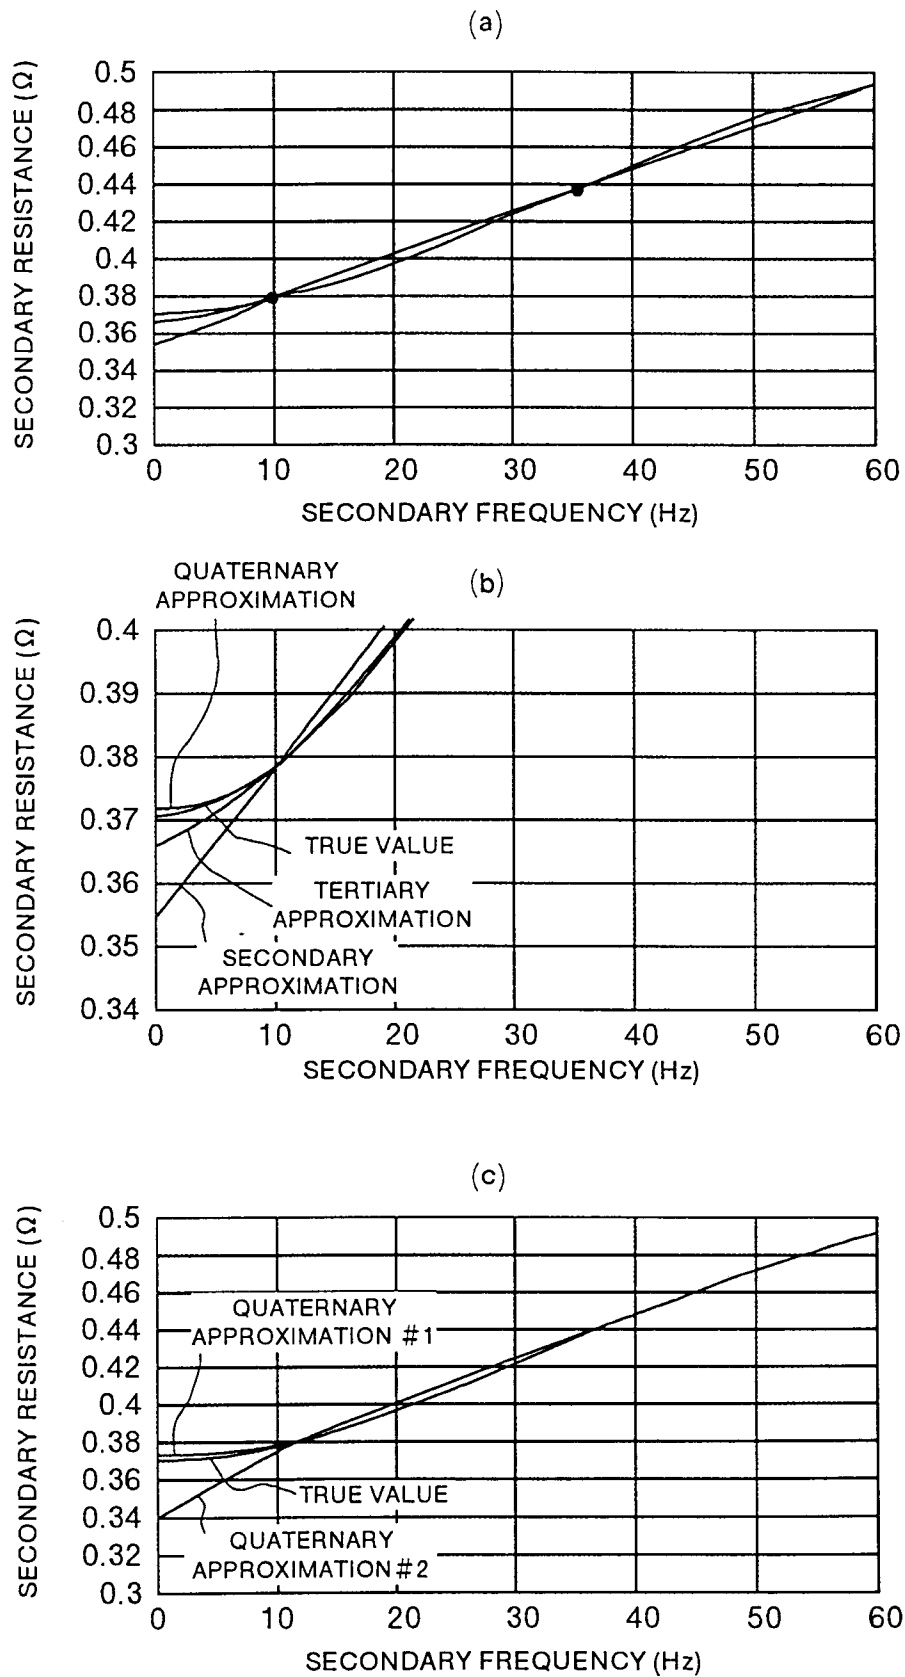 (a)
SECONDARY RESISTANCE (Ω)
0.5
0.48
0.46
0.44
0.42
0.4
0.38
0.36
0.34
0.32
0.3
0 10 20 30 40 50 60
SECONDARY FREQUENCY (Hz)
(b)
QUATERNARY
APPROXIMATION
SECONDARY RESISTANCE (Ω)
0.4
0.39
0.38
0.37
0.36
0.35
0.34
TRUE VALUE
TERTIARY
APPROXIMATION
SECONDARY
APPROXIMATION
0 10 20 30 40 50 60
SECONDARY FREQUENCY (Hz)
(c)
SECONDARY RESISTANCE (Ω)
0.5
0.48
0.46
0.44
0.42
0.4
0.38
0.36
0.34
0.32
0.3
QUATERNARY
APPROXIMATION #1
TRUE VALUE
QUATERNARY
APPROXIMATION #2
0 10 20 30 40 50 60
SECONDARY FREQUENCY (Hz)